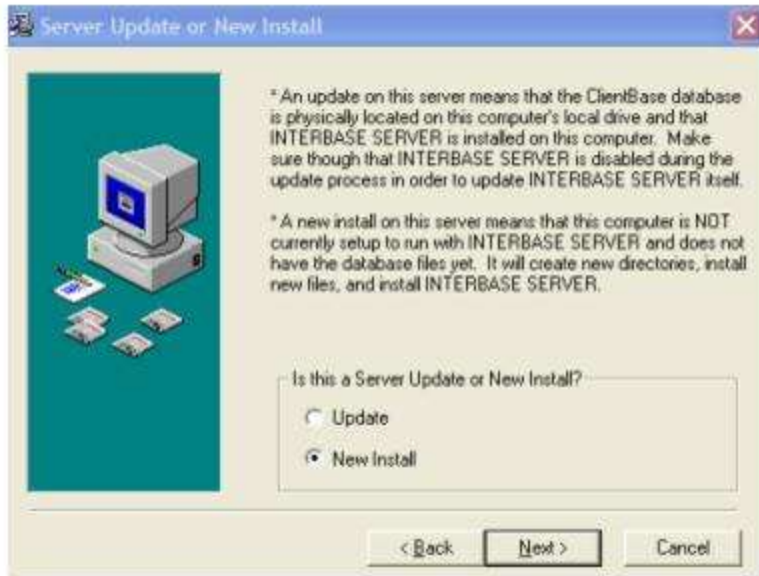 Server Update or New Install
* An update on this server means that the ClientBase database
is physically located on this computer's local drive and that
INTERBASE SERVER is installed on this computer. Make
sure though that INTERBASE SERVER is disabled during the
update process in order to update INTERBASE SERVER itself.
* A new install on this server means that this computer is NOT
currently setup to run with INTERBASE SERVER and does not
have the database files yet. It will create new directories, install
new files, and install INTERBASE SERVER.
Is this a Server Update or New Install?
Update
New Install
< Back
Next >
Cancel